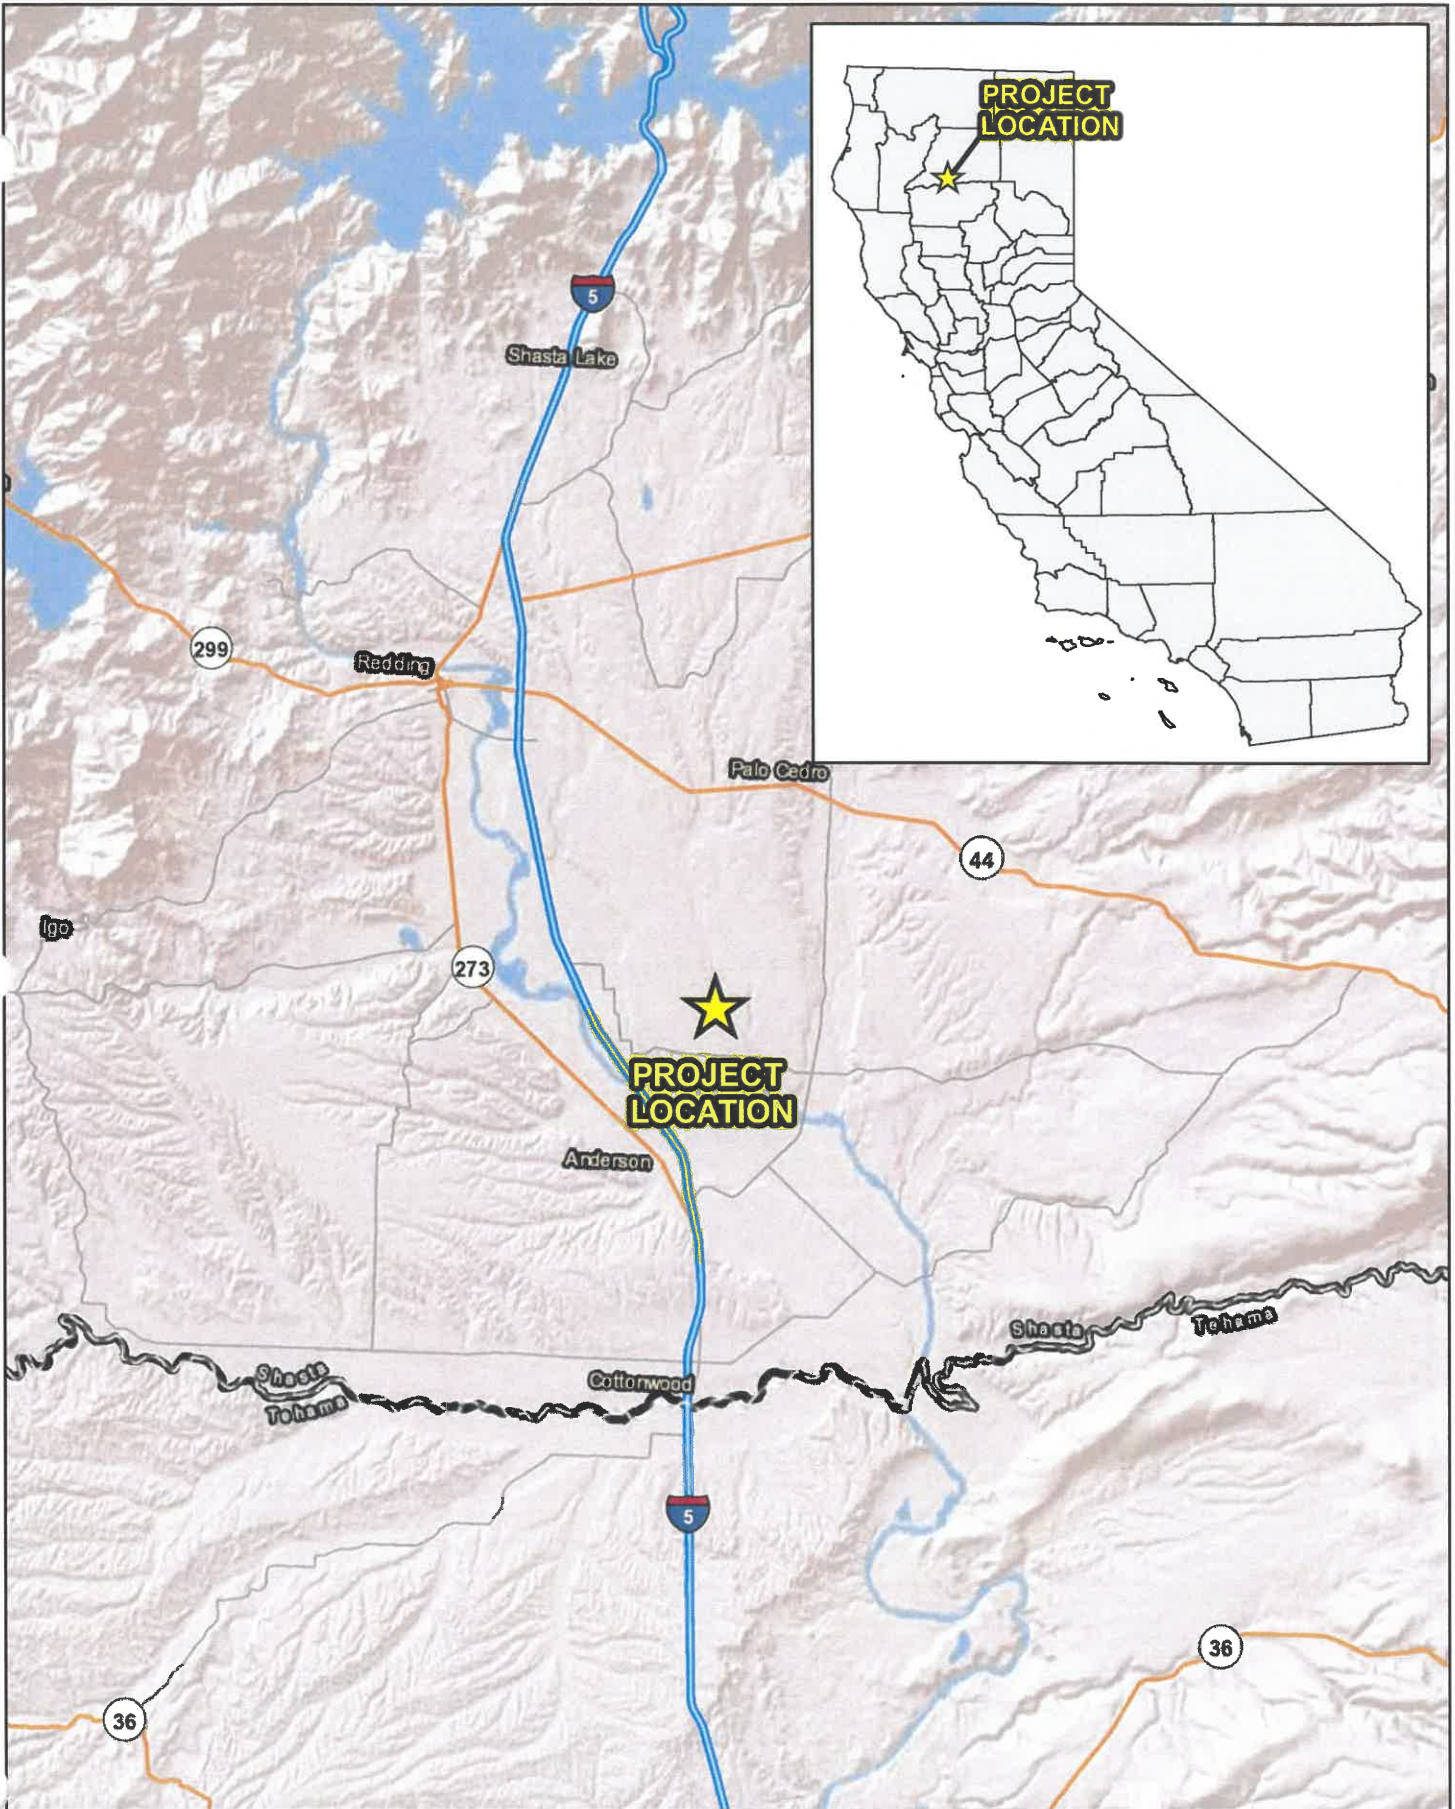 PROJECT
LOCATION
5
Shasta Lake
299
Redding
Palo Cedro
44
Igo
273
PROJECT
LOCATION
Anderson
Shasta
Tehama
Shasta
Tehama
Cottonwood
5
36
36